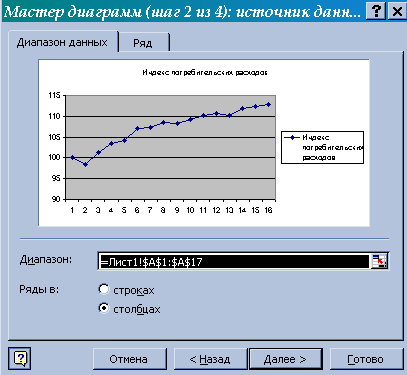 Мастер диаграмм (шаг 2 из 4): источник данн...
Диапазон данных
Ряд
Индекс потребительских расходов
115
110
105
100
95
90
1 2 3 4 5 6 7 8 9 10 11 12 13 14 15 16
Индекс
потребительских
расходов
Диапазон:
=Лист1!$A$1:$A$17
Ряды в:
строках
столбцах
Отмена
< Назад
Далее >
Готово